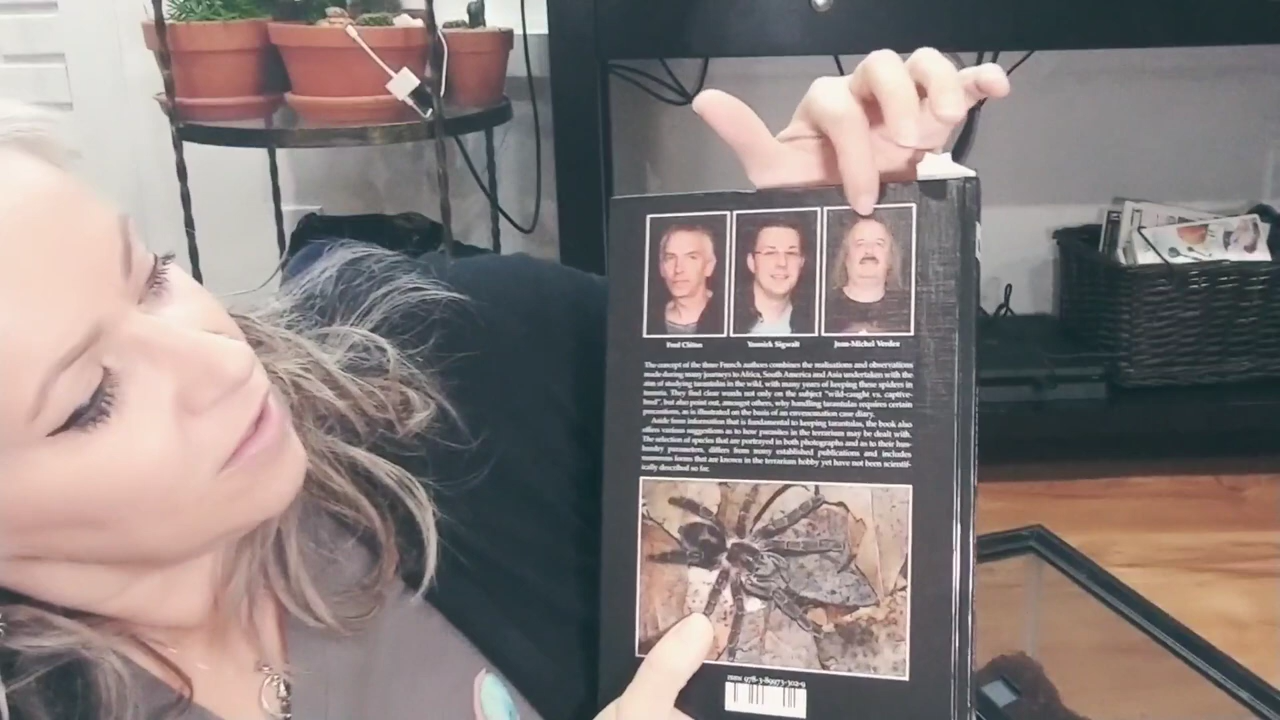 Fred Cléton Yannick Sigwalt Jean-Michel Verdez
The concept of the three French authors combines the realisations and observations
made during many journeys to Africa, South America and Asia undertaken with the
aim of studying tarantulas in the wild, with many years of keeping these spiders in
terraria. They find clear words not only on the subject "wild-caught vs. captive-
bred", but also point out, amongst others, why handling tarantulas requires certain
precautions, as is illustrated on the basis of an envenomation case diary.
Aside from information that is fundamental to keeping tarantulas, the book also
offers various suggestions as to how parasites in the terrarium may be dealt with.
The selection of species that are portrayed in both photographs and as to their hus-
bandry parameters, differs from many established publications and includes
numerous forms that are known in the terrarium hobby yet have not been scientif-
ically described so far.
ISBN 978-3-89973-302-9